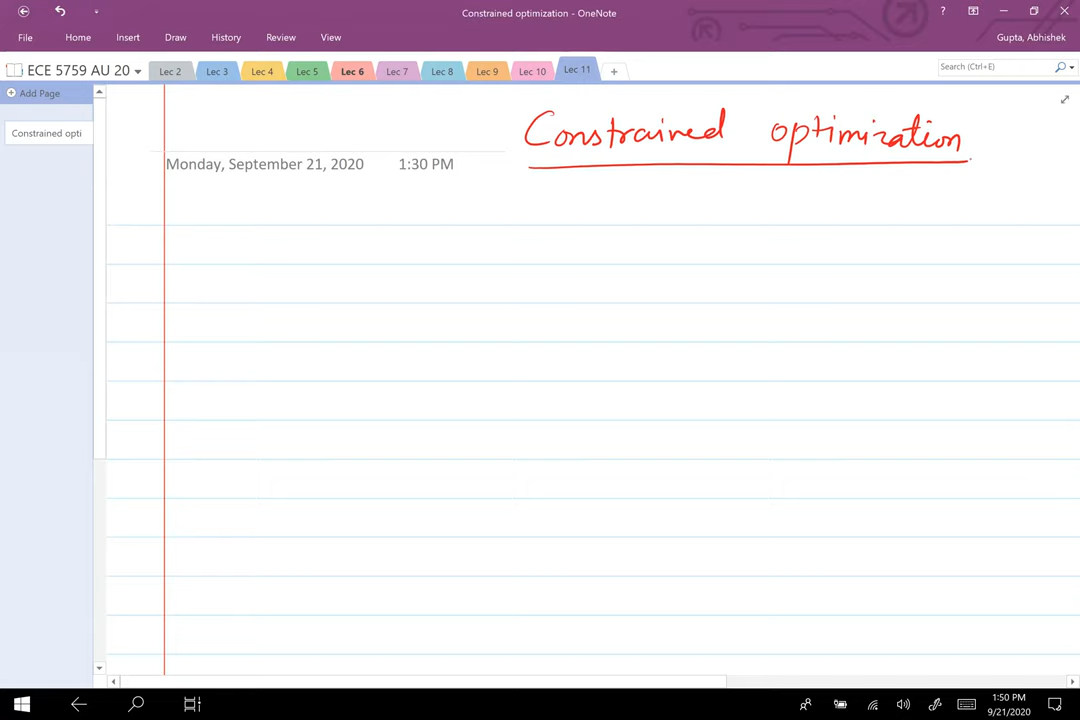 Constrained optimization - OneNote
?
File Home Insert Draw History Review View Gupta, Abhishek
ECE 5759 AU 20 Lec 2 Lec 3 Lec 4 Lec 5 Lec 6 Lec 7 Lec 8 Lec 9 Lec 10 Lec 11 + Search (Ctrl+E)
Add Page
Constrained opti
Constrained optimization
Monday, September 21, 2020 1:30 PM
1:50 PM
9/21/2020